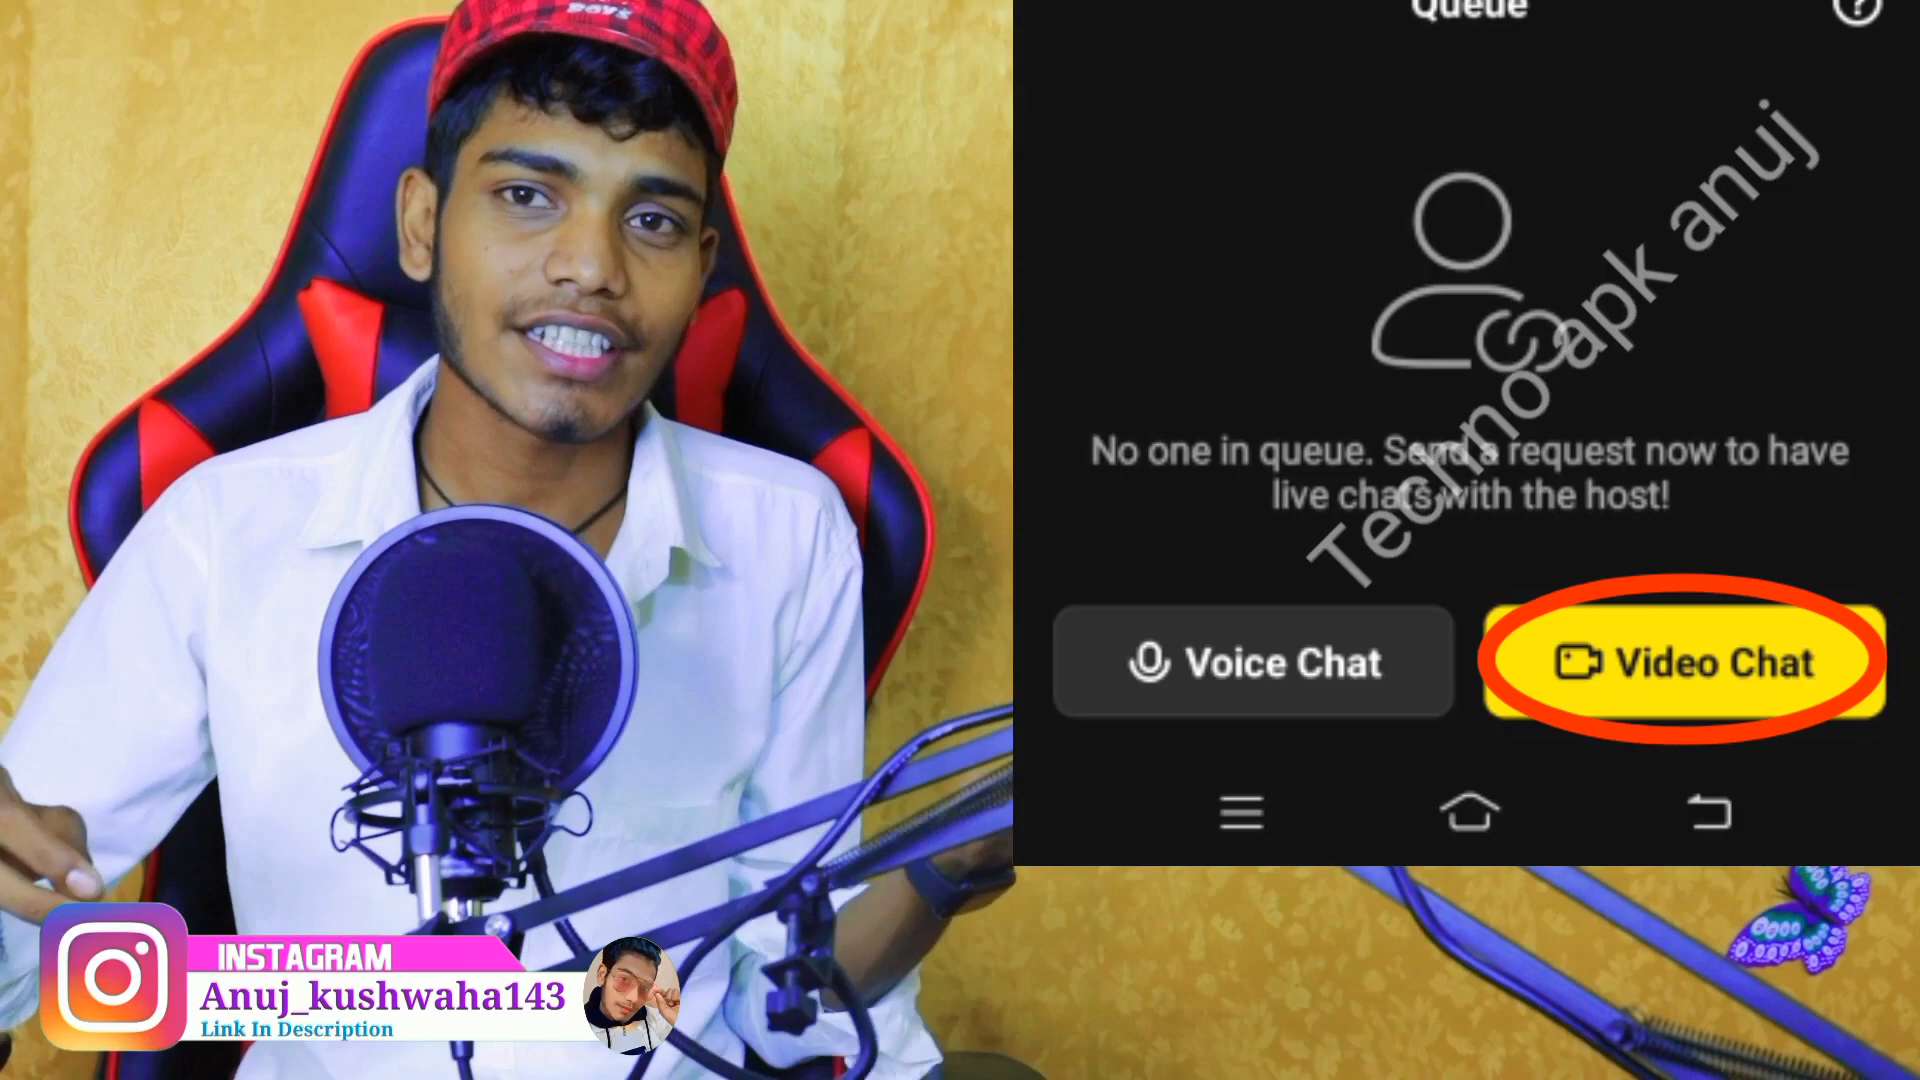 BOYS
Queue
?
Techno apk anuj
No one in queue. Send a request now to have
live chats with the host!
Voice Chat
Video Chat
INSTAGRAM
Anuj_kushwaha143
Link In Description